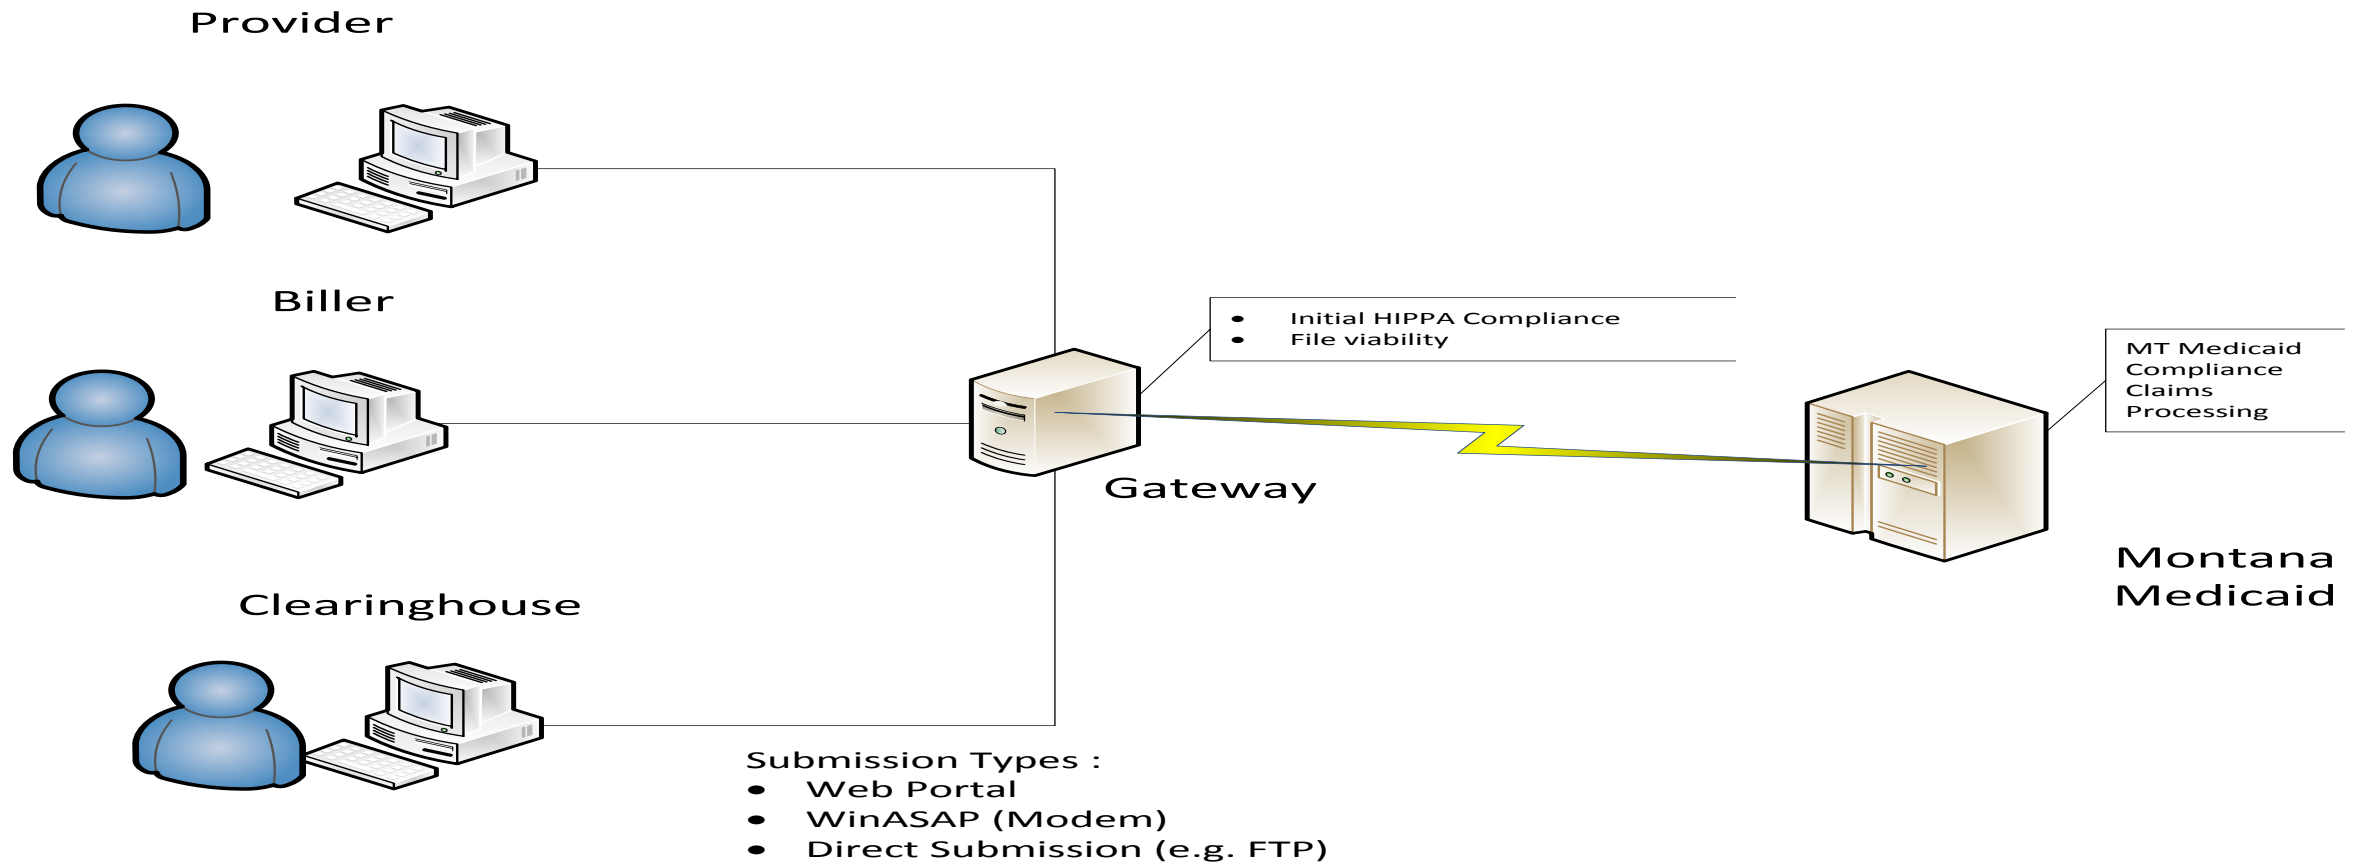 Provider
Biller
● Initial HIPPA Compliance
● File viability
MT Medicaid
Compliance
Claims
Processing
Gateway
Montana
Medicaid
Clearinghouse
Submission Types :
● Web Portal
● WinASAP (Modem)
● Direct Submission (e.g. FTP)